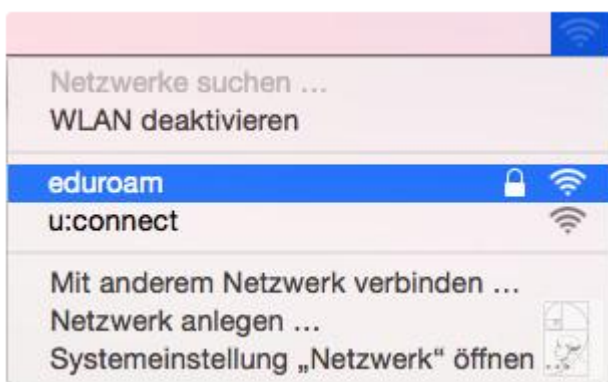 Netzwerke suchen ...
WLAN deaktivieren
eduroam
u:connect
Mit anderem Netzwerk verbinden ...
Netzwerk anlegen ...
Systemeinstellung „Netzwerk“ öffnen ...